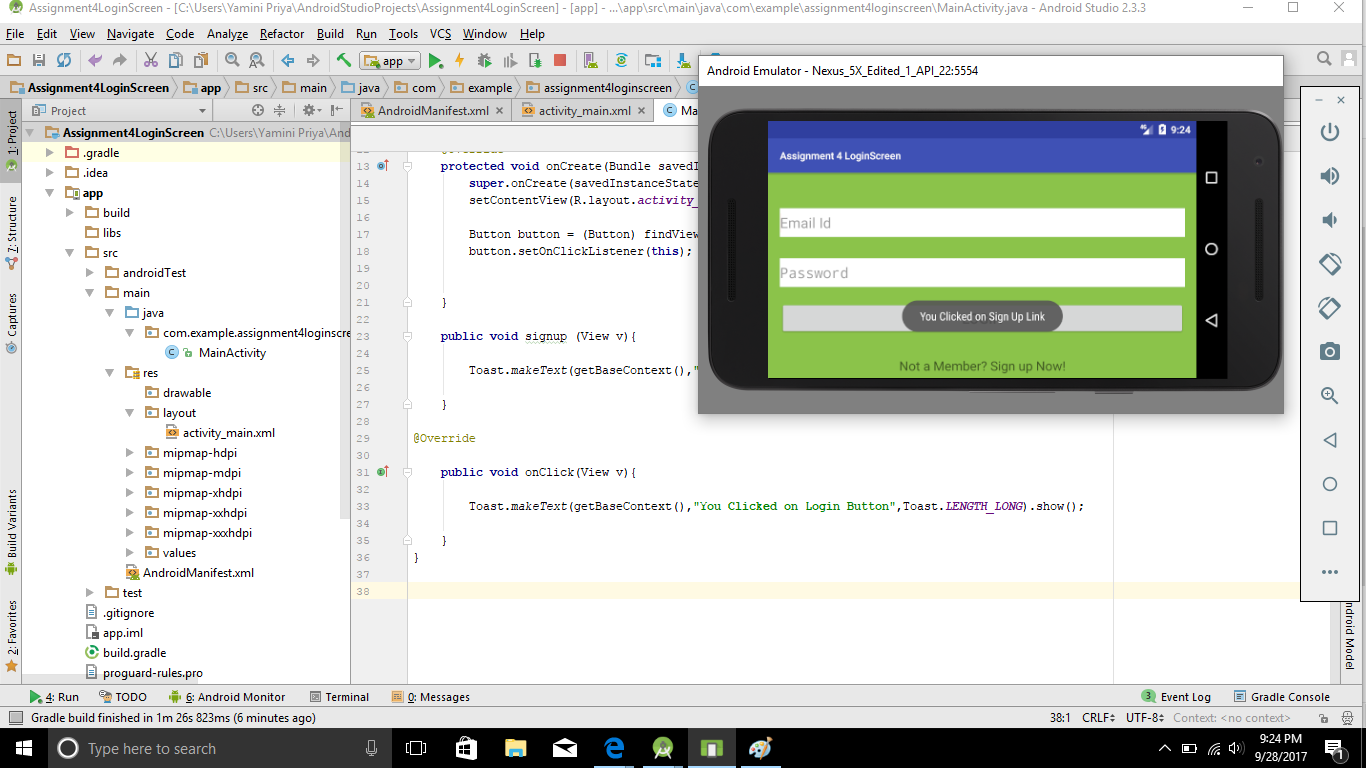 Assignment4LoginScreen - [C:\Users\Yamini Priya\AndroidStudioProjects\Assignment4LoginScreen] - [app] - ...\app\src\main\java\com\example\assignmentloginscreen\MainActivity.java - Android Studio 2.3.3
File Edit View Navigate Code Analyze Refactor Build Run Tools VCS Window Help
app
Android Emulator - Nexus_5X_Edited_1_API_22:5554
Assignment4LoginScreen app src main java com example assignment4loginscreen
Project
AndroidManifest.xml activity_main.xml Ma
1: Project
7: Structure
Captures
Build Variants
2: Favorites
Assignment4LoginScreen C:\Users\Yamini Priya\And
.gradle
.idea
app
build
libs
src
androidTest
main
java
com.example.assignment4loginscre
MainActivity
res
drawable
layout
activity_main.xml
mipmap-hdpi
mipmap-mdpi
mipmap-xhdpi
mipmap-xxhdpi
mipmap-xxxhdpi
values
AndroidManifest.xml
test
.gitignore
app.iml
build.gradle
proguard-rules.pro
12 @Override
13 protected void onCreate(Bundle savedI
14 super.onCreate(savedInstanceState
15 setContentView(R.layout.activity_
16
17 Button button = (Button) findView
18 button.setOnClickListener(this);
19
20
21 }
22
23 public void signup (View v){
24
25 Toast.makeText(getBaseContext(),"
26
27 }
28
29 @Override
30
31 public void onClick(View v){
32
33 Toast.makeText(getBaseContext(),"You Clicked on Login Button",Toast.LENGTH_LONG).show();
34
35 }
36 }
37
38
9:24
Assignment 4 LoginScreen
Email Id
Password
You Clicked on Sign Up Link
Not a Member? Sign up Now!
ndroid Model
4: Run TODO 6: Android Monitor Terminal 0: Messages 3 Event Log Gradle Console
Gradle build finished in 1m 26s 823ms (6 minutes ago) 38:1 CRLF UTF-8 Context: <no context>
Type here to search
9:24 PM
9/28/2017
1